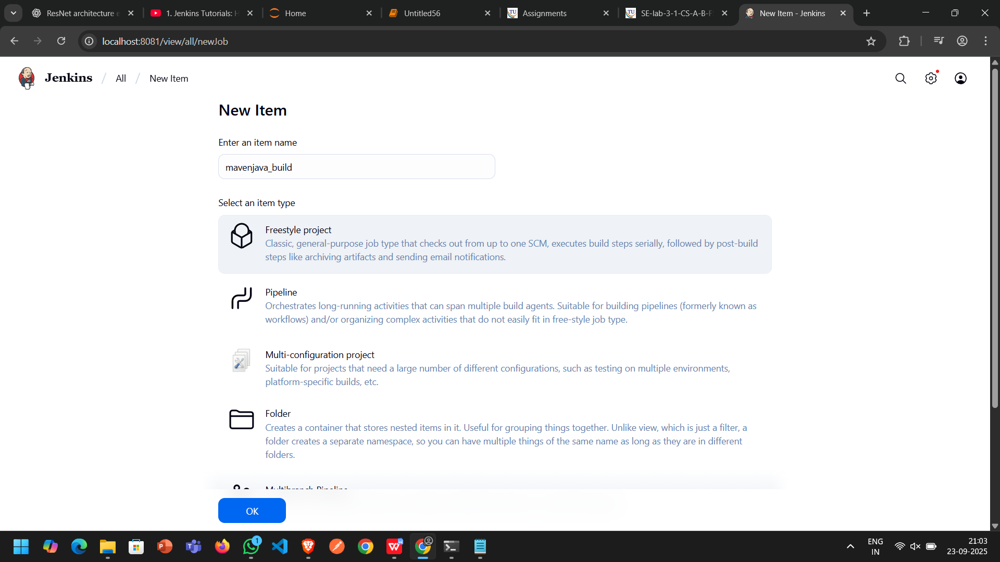 ResNet architecture e
1. Jenkins Tutorials: H
Home
Untitled56
Assignments
SE-lab-3-1-CS-A-B-F
New Item - Jenkins
localhost:8081/view/all/newJob
Jenkins / All / New Item
New Item
Enter an item name
mavenjava_build
Select an item type
Freestyle project
Classic, general-purpose job type that checks out from up to one SCM, executes build steps serially, followed by post-build
steps like archiving artifacts and sending email notifications.
Pipeline
Orchestrates long-running activities that can span multiple build agents. Suitable for building pipelines (formerly known as
workflows) and/or organizing complex activities that do not easily fit in free-style job type.
Multi-configuration project
Suitable for projects that need a large number of different configurations, such as testing on multiple environments,
platform-specific builds, etc.
Folder
Creates a container that stores nested items in it. Useful for grouping things together. Unlike view, which is just a filter, a
folder creates a separate namespace, so you can have multiple things of the same name as long as they are in different
folders.
Multibranch Pipeline
OK
1
ENG
IN
21:03
23-09-2025